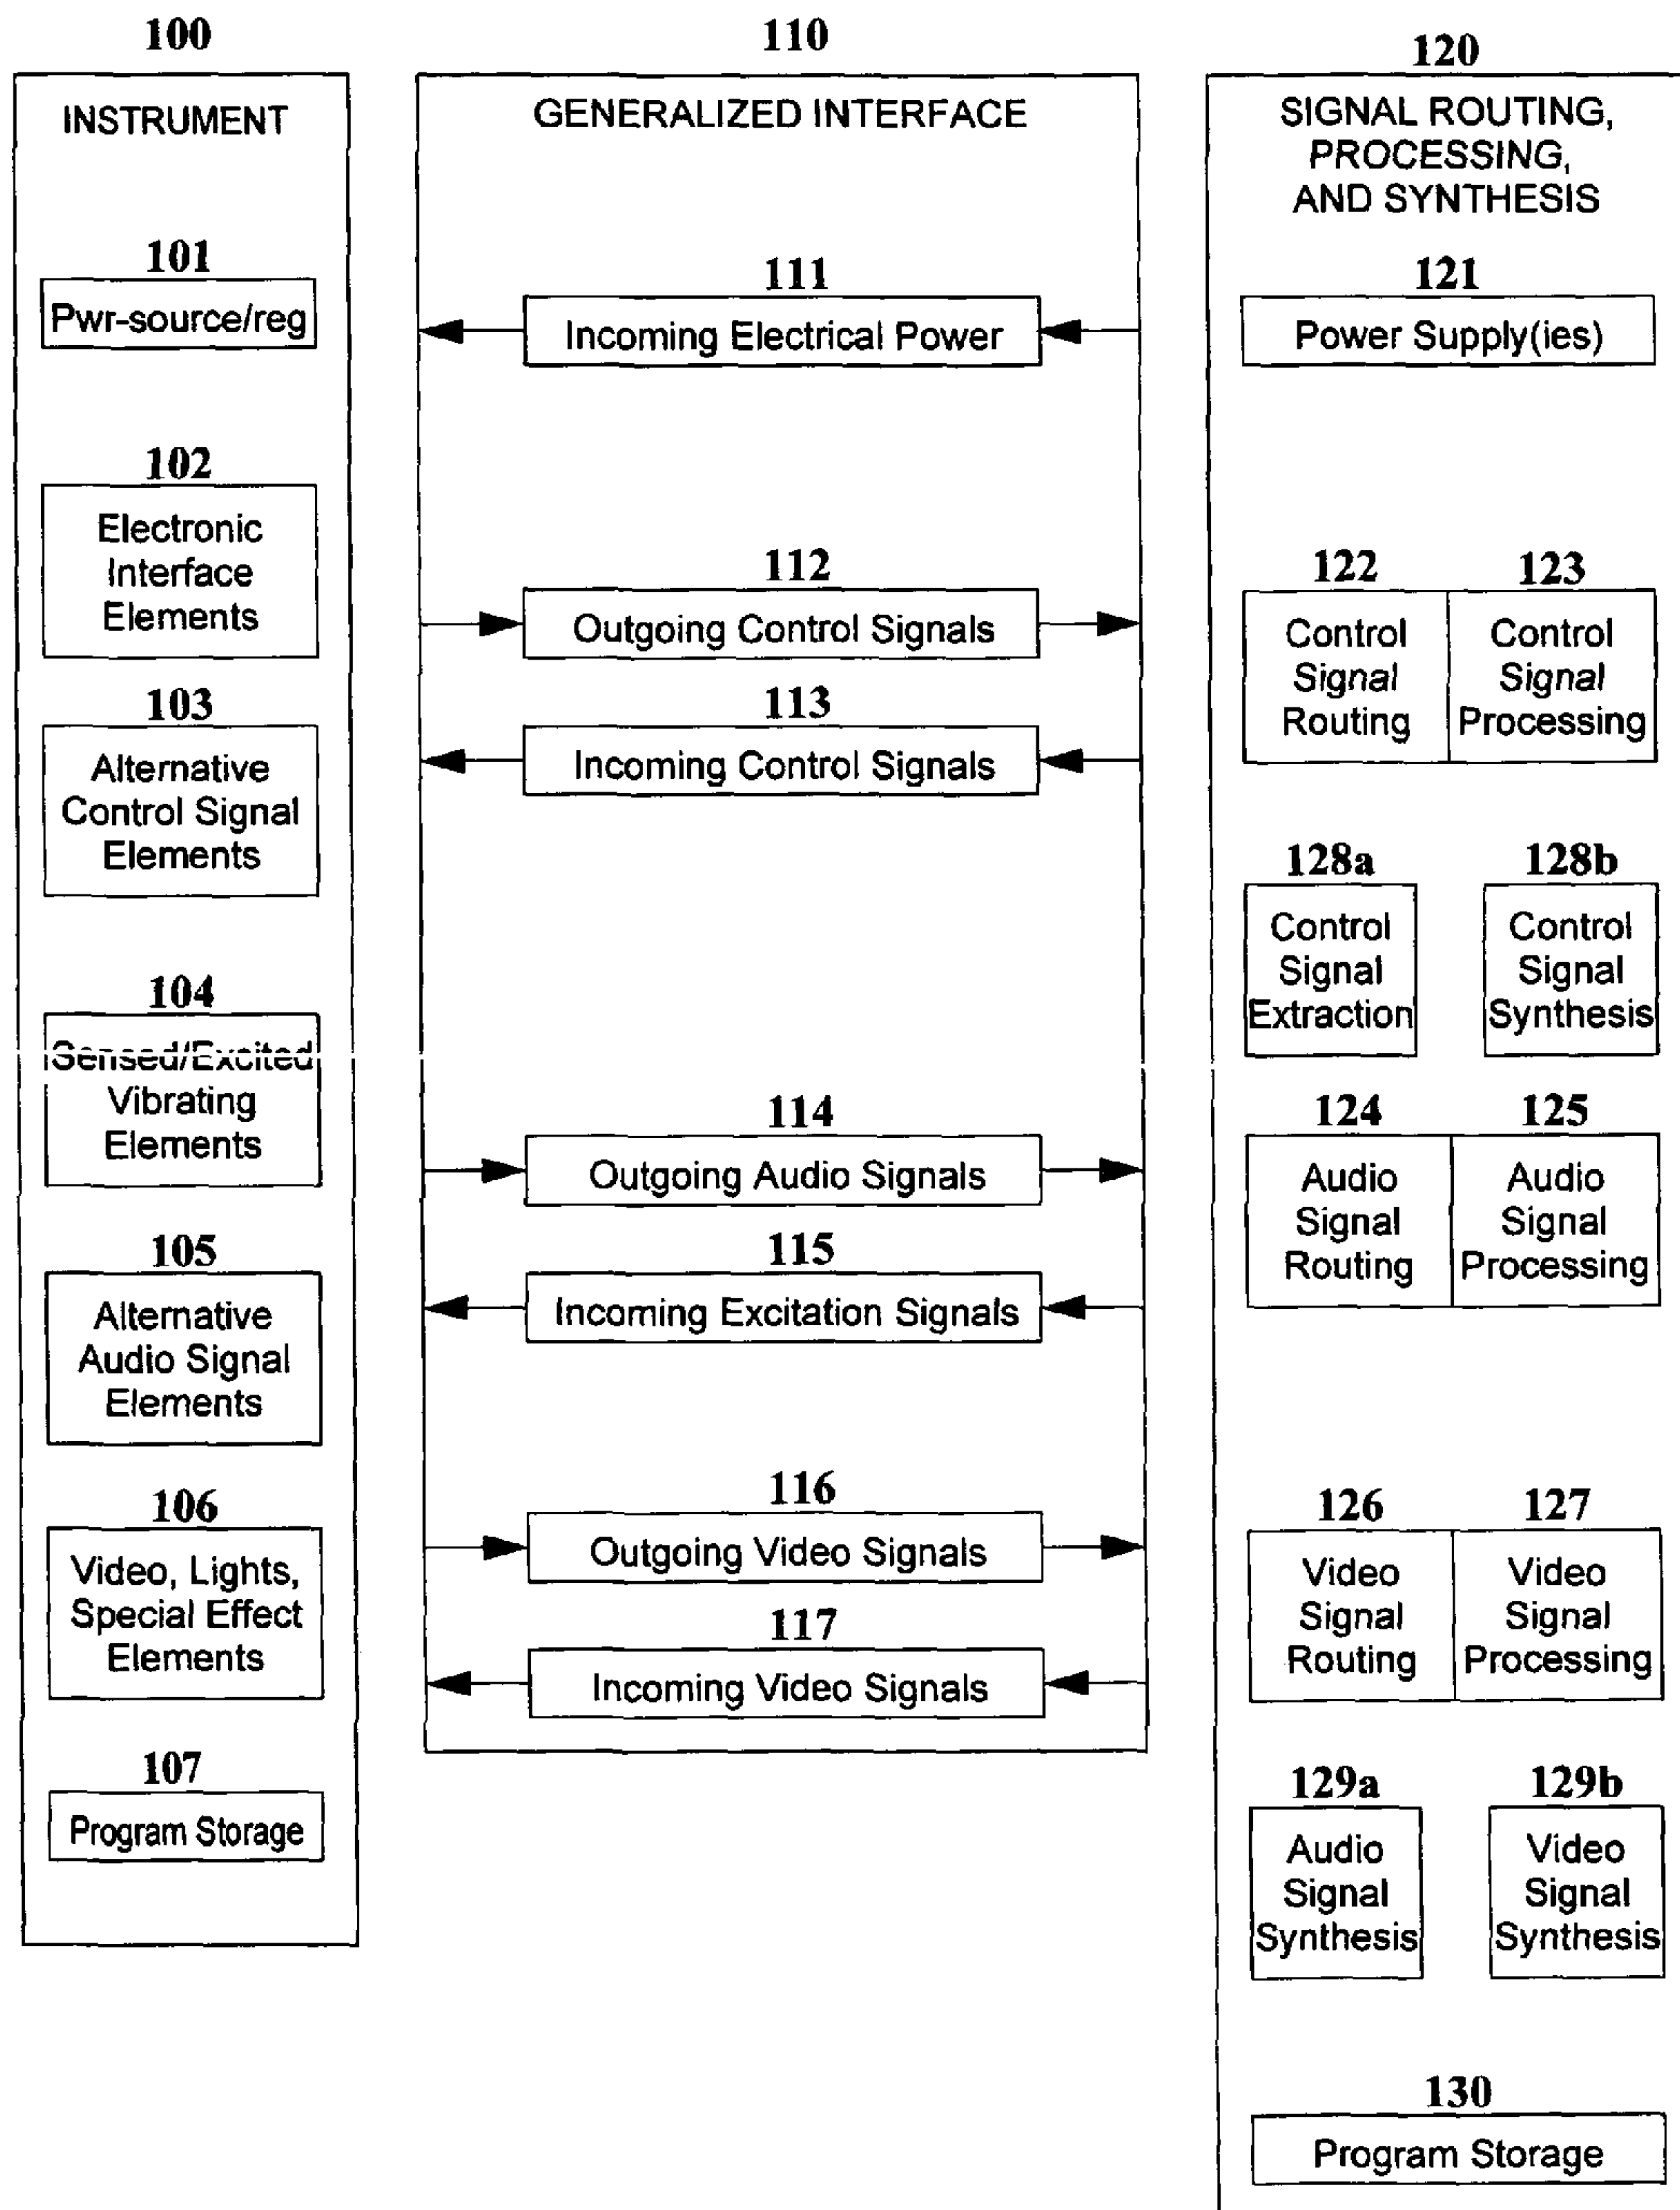 100
INSTRUMENT
101
Pwr-source/reg
102
Electronic
Interface
Elements
103
Alternative
Control Signal
Elements
104
Sensed/Excited
Vibrating
Elements
105
Alternative
Audio Signal
Elements
106
Video, Lights,
Special Effect
Elements
107
Program Storage
110
GENERALIZED INTERFACE
111
Incoming Electrical Power
112
Outgoing Control Signals
113
Incoming Control Signals
114
Outgoing Audio Signals
115
Incoming Excitation Signals
116
Outgoing Video Signals
117
Incoming Video Signals
120
SIGNAL ROUTING,
PROCESSING,
AND SYNTHESIS
121
Power Supply(ies)
122
Control
Signal
Routing
123
Control
Signal
Processing
128a
Control
Signal
Extraction
128b
Control
Signal
Synthesis
124
Audio
Signal
Routing
125
Audio
Signal
Processing
126
Video
Signal
Routing
127
Video
Signal
Processing
129a
Audio
Signal
Synthesis
129b
Video
Signal
Synthesis
130
Program Storage